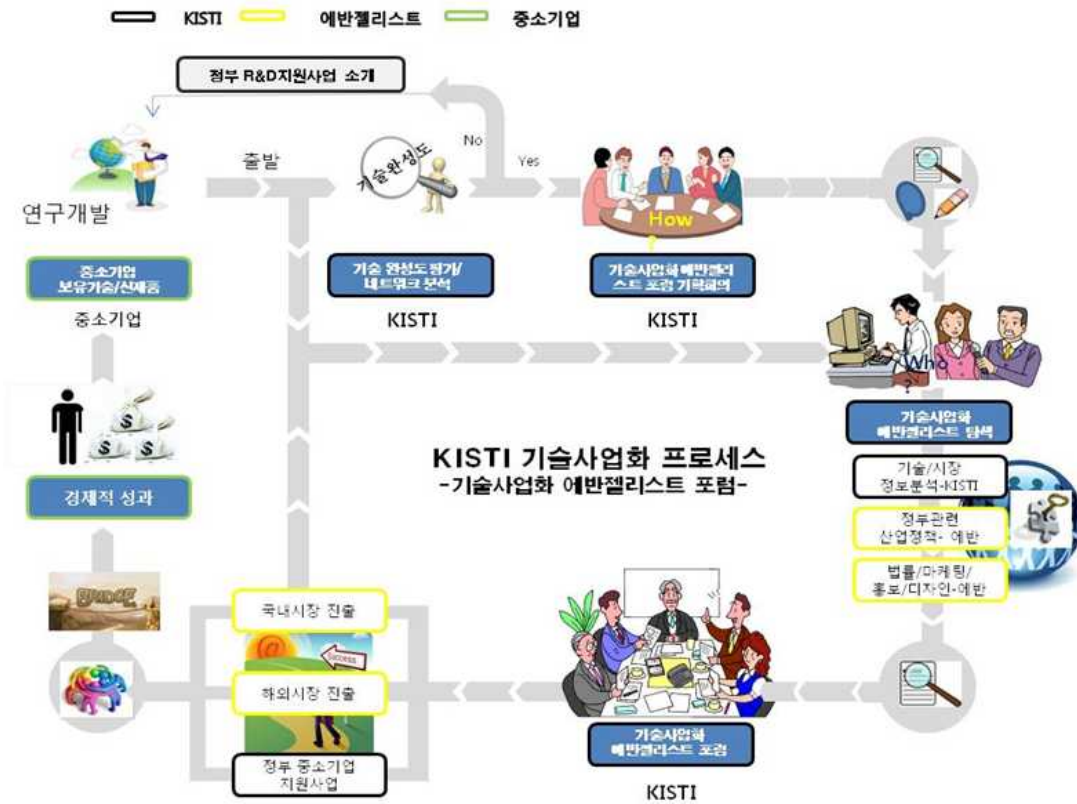 KISTI 에반젤리스트 중소기업
정부 R&D지원사업 소개
No
Yes
출발
기술완성도
How
?
연구개발
중소기업
보유기술/신제품
중소기업
기술 완성도 평가/
네트워크 분석
KISTI
기술사업화 에반젤리
스트 포럼 기획회의
KISTI
Who
?
기술사업화
에반젤리스트 탐색
기술/시장
정보분석-KISTI
정부관련
산업정책- 에반
법률/마케팅/
홍보/디자인-에반
KISTI 기술사업화 프로세스
-기술사업화 에반젤리스트 포럼-
$
$ $
경제적 성과
BRIDGE
국내시장 진출
@
SUCCESS
해외시장 진출
정부 중소기업
지원사업
기술사업화
에반젤리스트 포럼
KISTI